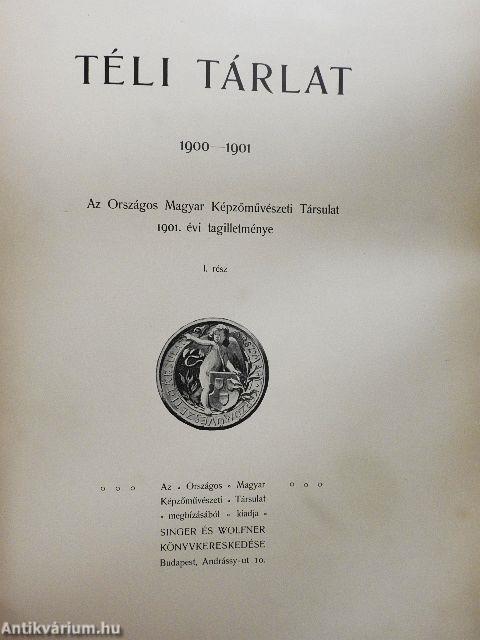 TÉLI TÁRLAT
1900—1901
Az Országos Magyar Képzőművészeti Társulat
1901. évi tagilletménye
I. rész
Az • Országos • Magyar
Képzőművészeti • Társulat
• megbízásából • kiadja •
SINGER ÉS WOLFNER
KÖNYVKERESKEDÉSE
Budapest, Andrássy-ut 10.
Antikvárium.hu